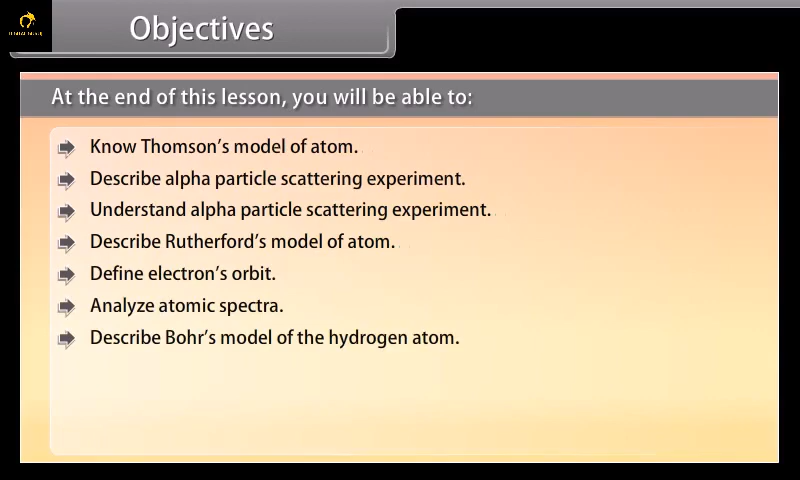 Objectives
At the end of this lesson, you will be able to:
Know Thomson's model of atom.
Describe alpha particle scattering experiment.
Understand alpha particle scattering experiment.
Describe Rutherford's model of atom.
Define electron's orbit.
Analyze atomic spectra.
Describe Bohr's model of the hydrogen atom.